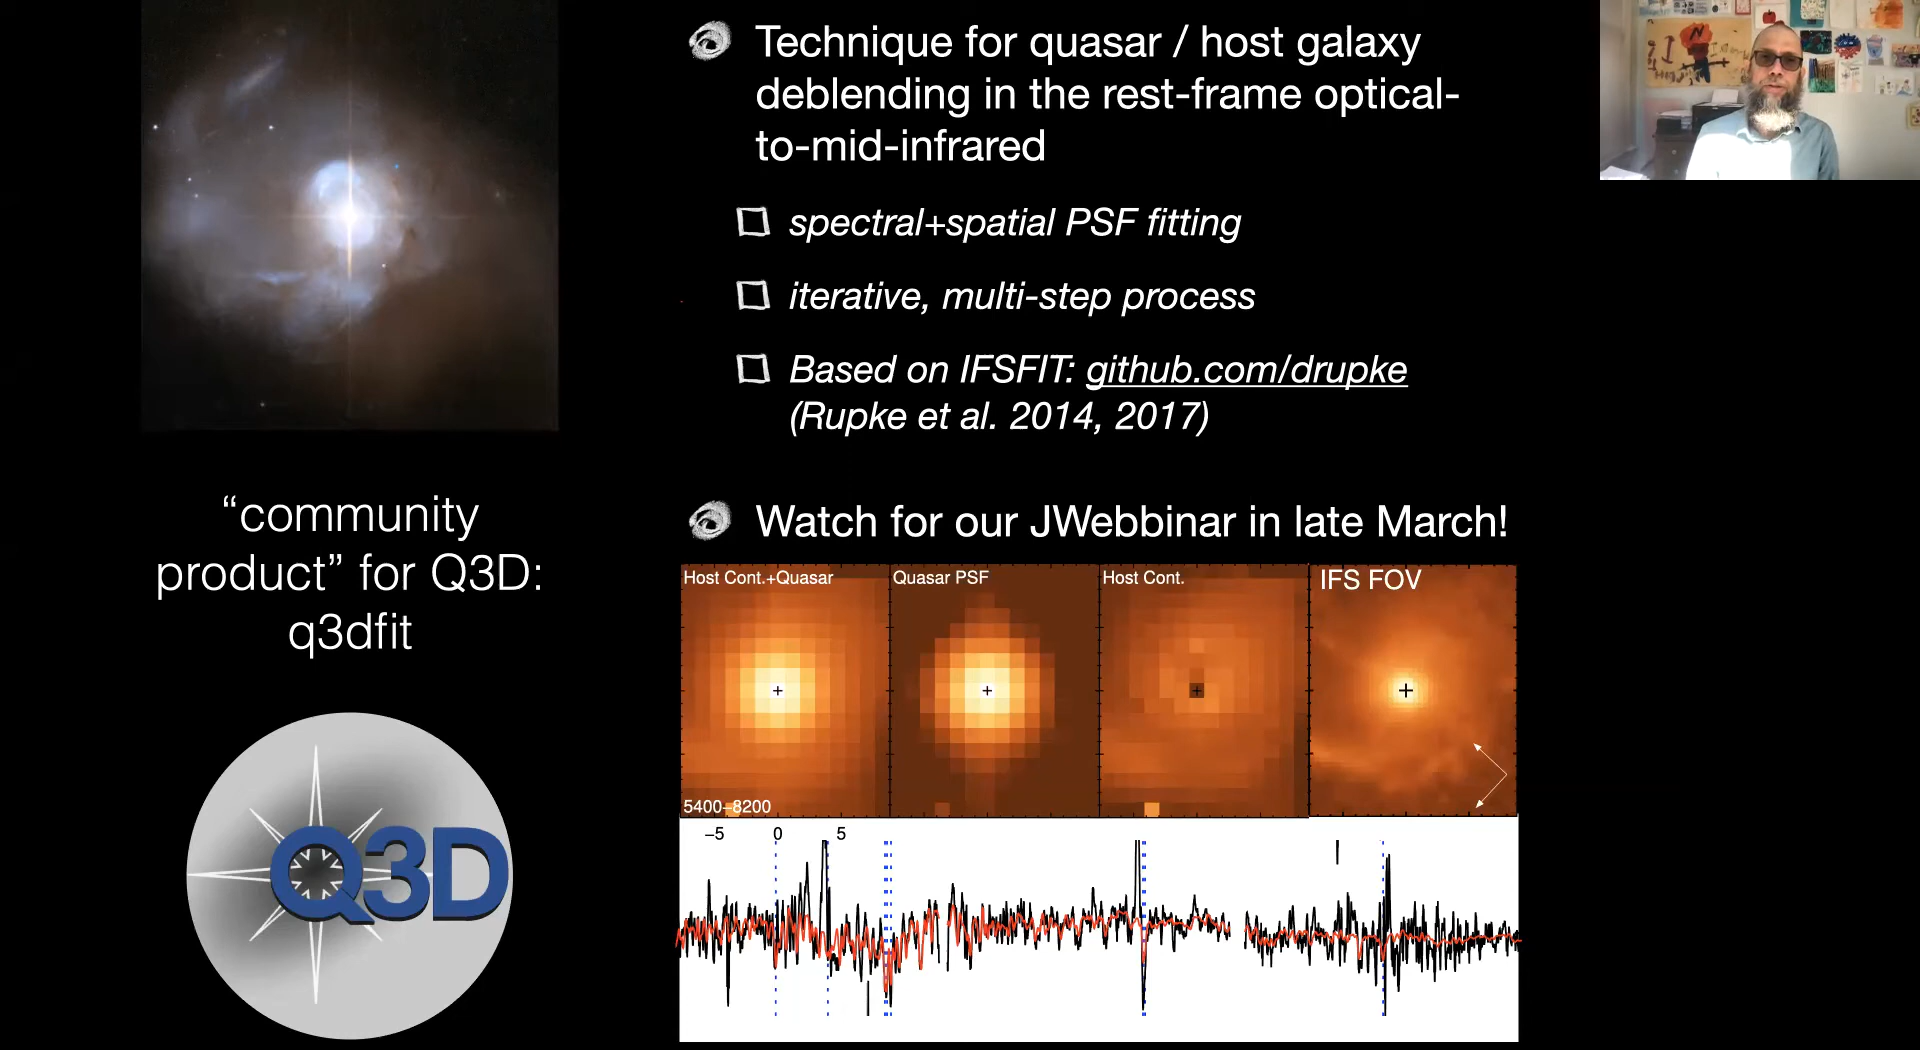 Technique for quasar / host galaxy
deblending in the rest-frame optical-
to-mid-infrared
spectral+spatial PSF fitting
iterative, multi-step process
Based on IFSFIT: github.com/drupke
(Rupke et al. 2014, 2017)
“community
product” for Q3D:
q3dfit
Q3D
Watch for our JWebbinar in late March!
Host Cont.+Quasar
Quasar PSF
Host Cont.
IFS FOV
5400–8200
–5 0 5